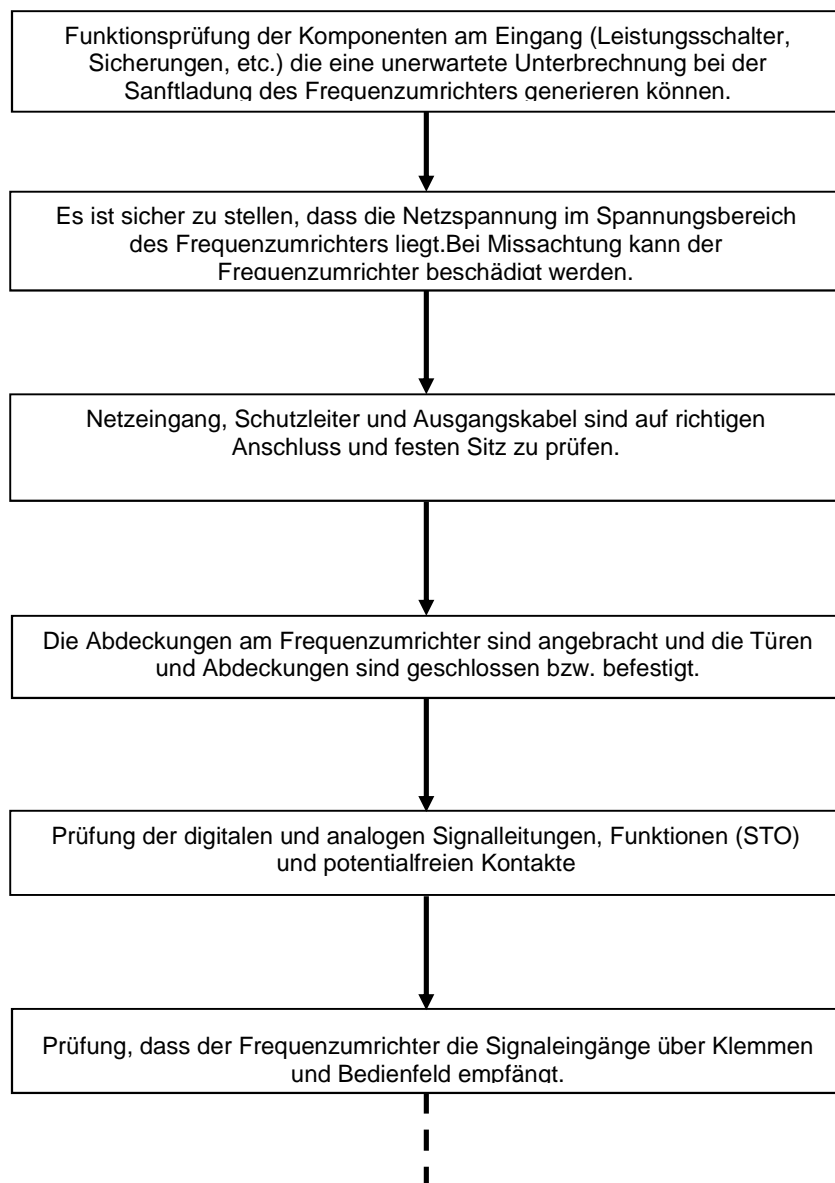 Funktionsprüfung der Komponenten am Eingang (Leistungsschalter,
Sicherungen, etc.) die eine unerwartete Unterbrechnung bei der
Sanftladung des Frequenzumrichters generieren können.
Es ist sicher zu stellen, dass die Netzspannung im Spannungsbereich
des Frequenzumrichters liegt.Bei Missachtung kann der
Frequenzumrichter beschädigt werden.
Netzeingang, Schutzleiter und Ausgangskabel sind auf richtigen
Anschluss und festen Sitz zu prüfen.
Die Abdeckungen am Frequenzumrichter sind angebracht und die Türen
und Abdeckungen sind geschlossen bzw. befestigt.
Prüfung der digitalen und analogen Signalleitungen, Funktionen (STO)
und potentialfreien Kontakte
Prüfung, dass der Frequenzumrichter die Signaleingänge über Klemmen
und Bedienfeld empfängt.